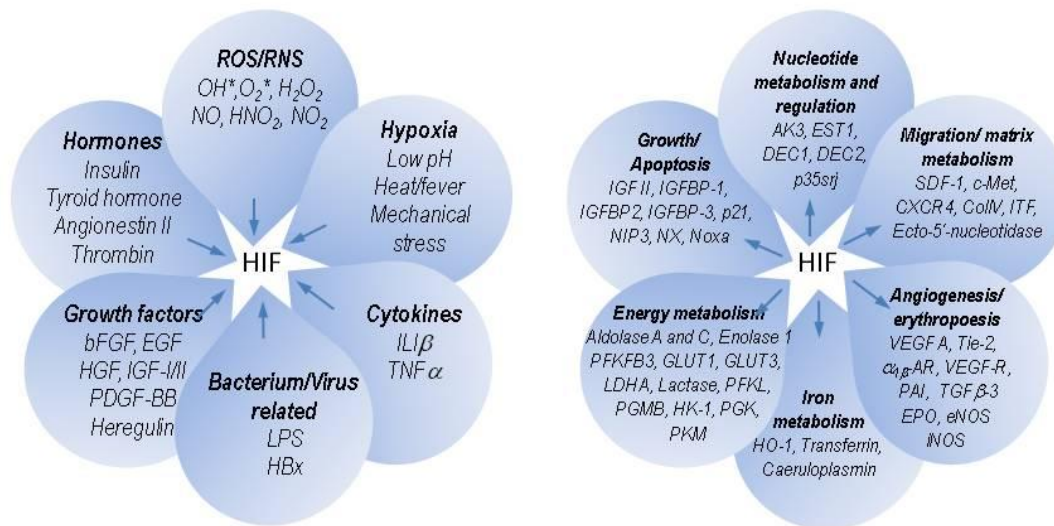 ROS/RNS
OH*,O₂*, H₂O₂
NO, HNO₂, NO₂
Hypoxia
Low pH
Heat/fever
Mechanical
stress
Cytokines
ILIβ
TNFα
Bacterium/Virus
related
LPS
HBx
Growth factors
bFGF, EGF
HGF, IGF-I/II
PDGF-BB
Heregulin
Hormones
Insulin
Tyroid hormone
Angionestin II
Thrombin
HIF
Nucleotide
metabolism and
regulation
AK3, EST1,
DEC1, DEC2,
p35srj
Migration/ matrix
metabolism
SDF-1, c-Met,
CXCR4, ColIV, ITF,
Ecto-5'-nucleotidase
Angiogenesis/
erythropoesis
VEGF A, Tie-2,
α₁,ᵦ-AR, VEGF-R,
PAI, TGFβ-3
EPO, eNOS
iNOS
Iron
metabolism
HO-1, Transferrin,
Caeruloplasmin
Energy metabolism
Aldolase A and C, Enolase 1
PFKFB3, GLUT1, GLUT3,
LDHA, Lactase, PFKL,
PGMB, HK-1, PGK,
PKM
Growth/
Apoptosis
IGF II, IGFBP-1,
IGFBP2, IGFBP-3, p21,
NIP3, NX, Noxa
HIF